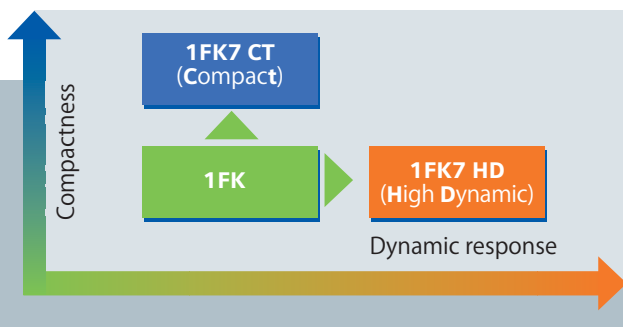 1FK7 CT
(Compact)
Compactness
1FK
1FK7 HD
(High Dynamic)
Dynamic response